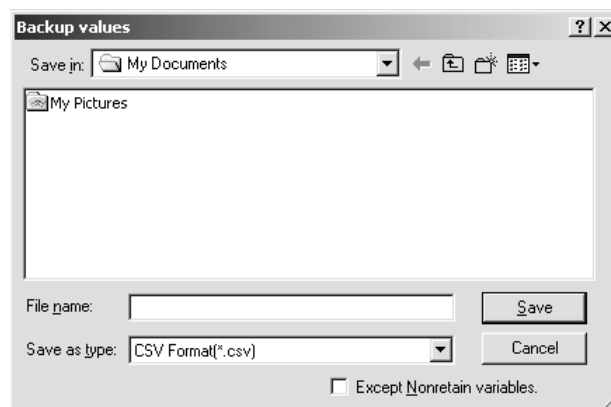 Backup values
Save in: My Documents
My Pictures
File name:
Save
Save as type: CSV Format(*.csv)
Cancel
Except Nonretain variables.